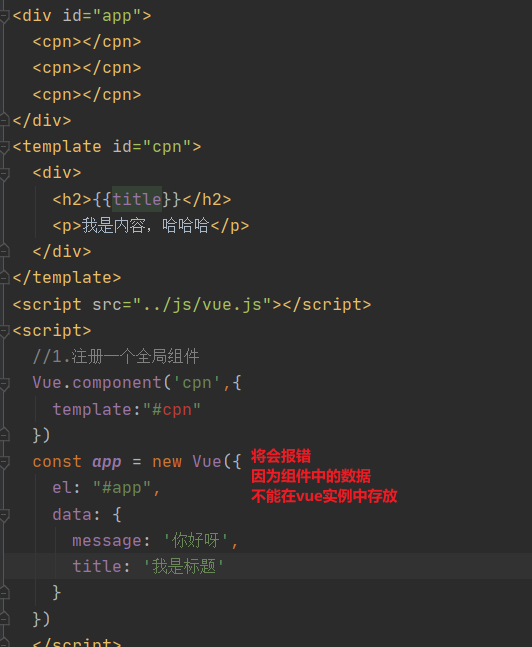 <div id="app">
<cpn></cpn>
<cpn></cpn>
<cpn></cpn>
</div>
<template id="cpn">
<div>
<h2>{{title}}</h2>
<p>我是内容，哈哈哈</p>
</div>
</template>
<script src="../js/vue.js"></script>
<script>
//1.注册一个全局组件
Vue.component('cpn',{
template:"#cpn"
})
const app = new Vue({
将会报错
因为组件中的数据
不能在vue实例中存放
el: "#app",
data: {
message: '你好呀',
title: '我是标题'
}
})
</script>